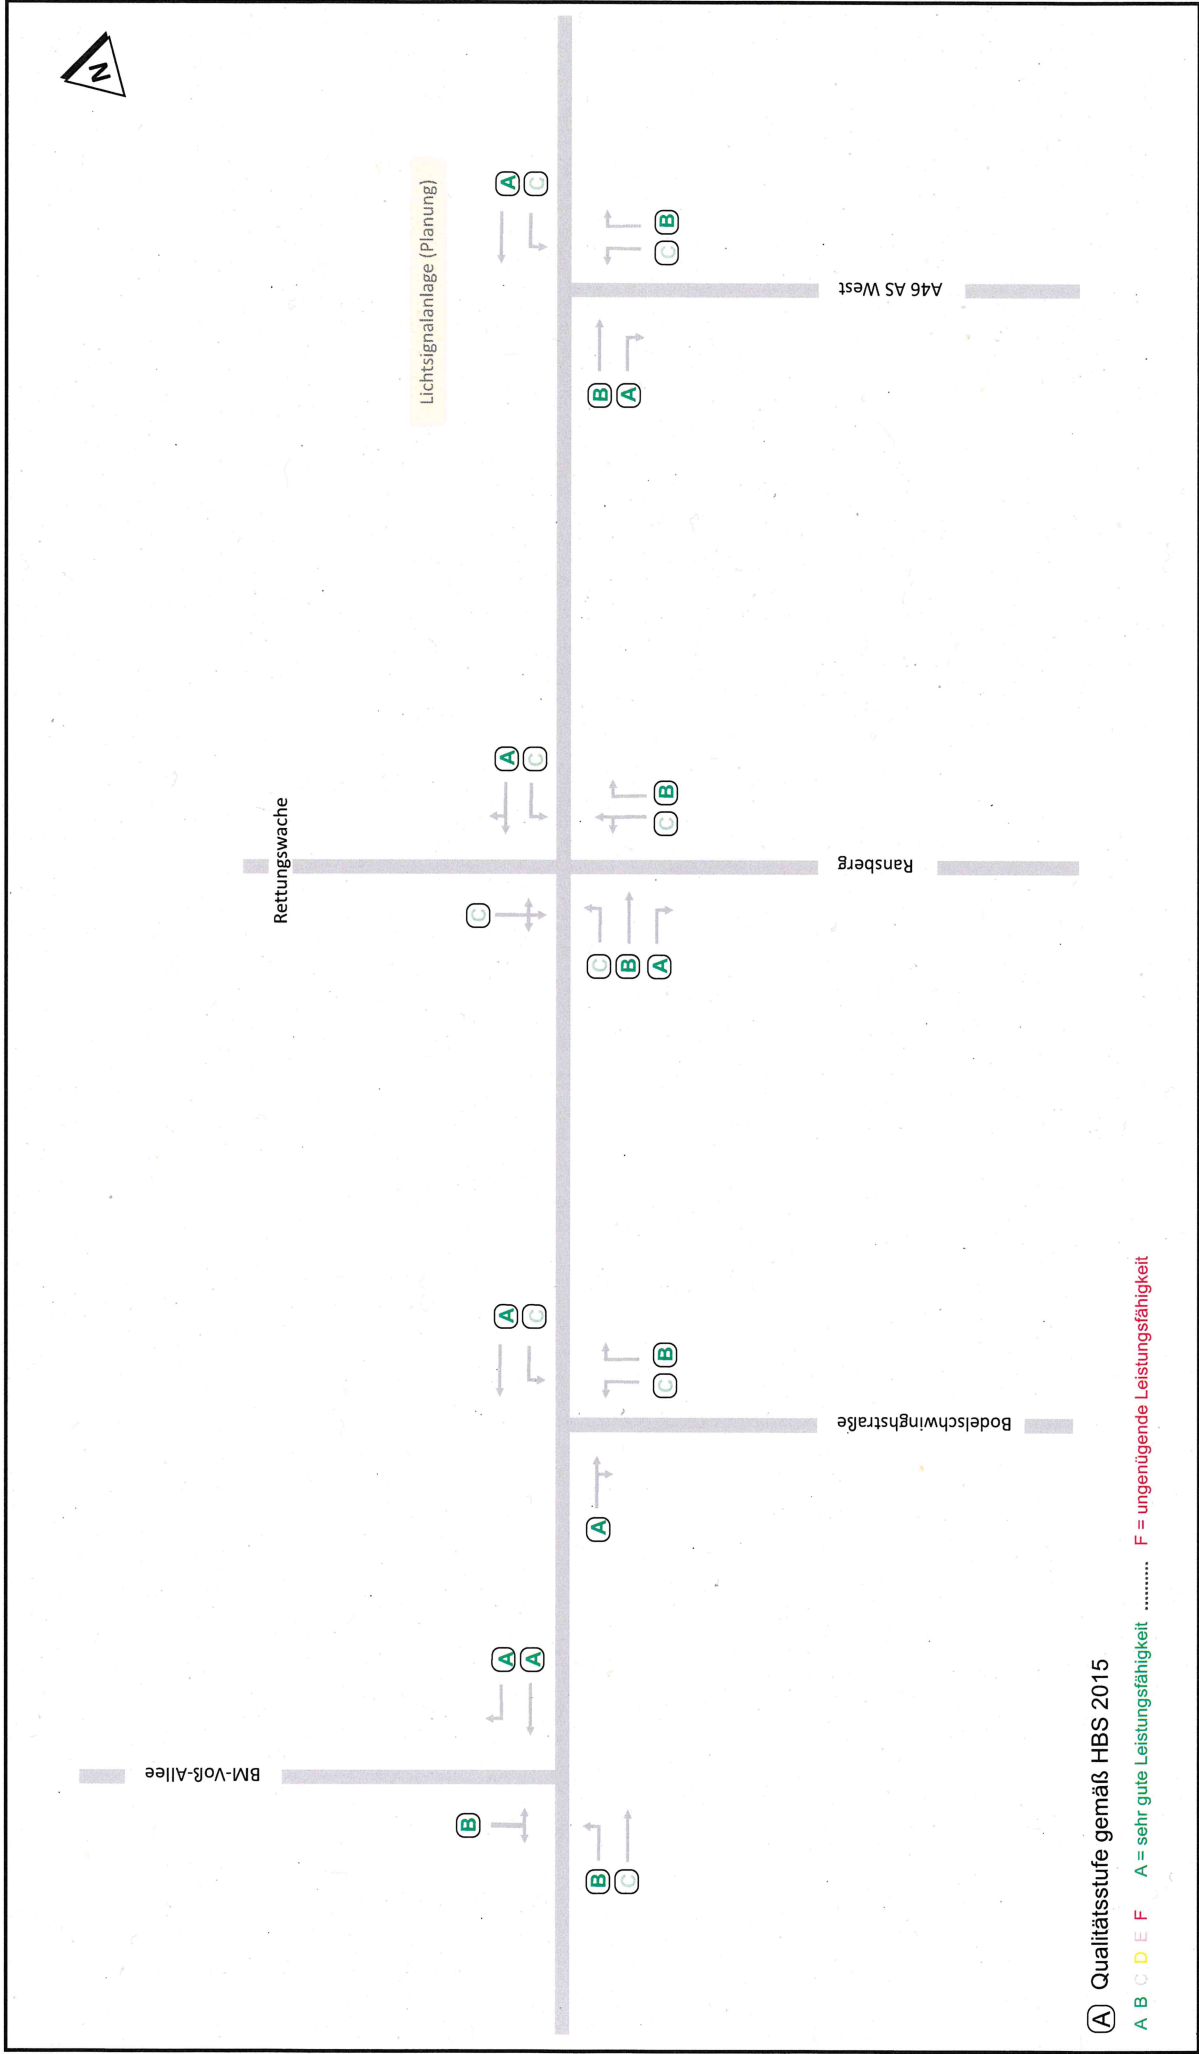 N
Lichtsignalanlage (Planung)
A
C
C
B
A46 AS West
B
A
Rettungswache
A
C
C
B
Ransberg
C
C
B
A
A
C
C
B
Bodelschwinghstraße
A
A
A
BM-Voß-Allee
B
B
C
A Qualitätsstufe gemäß HBS 2015
A B C D E F A = sehr gute Leistungsfähigkeit .......... F = ungenügende Leistungsfähigkeit